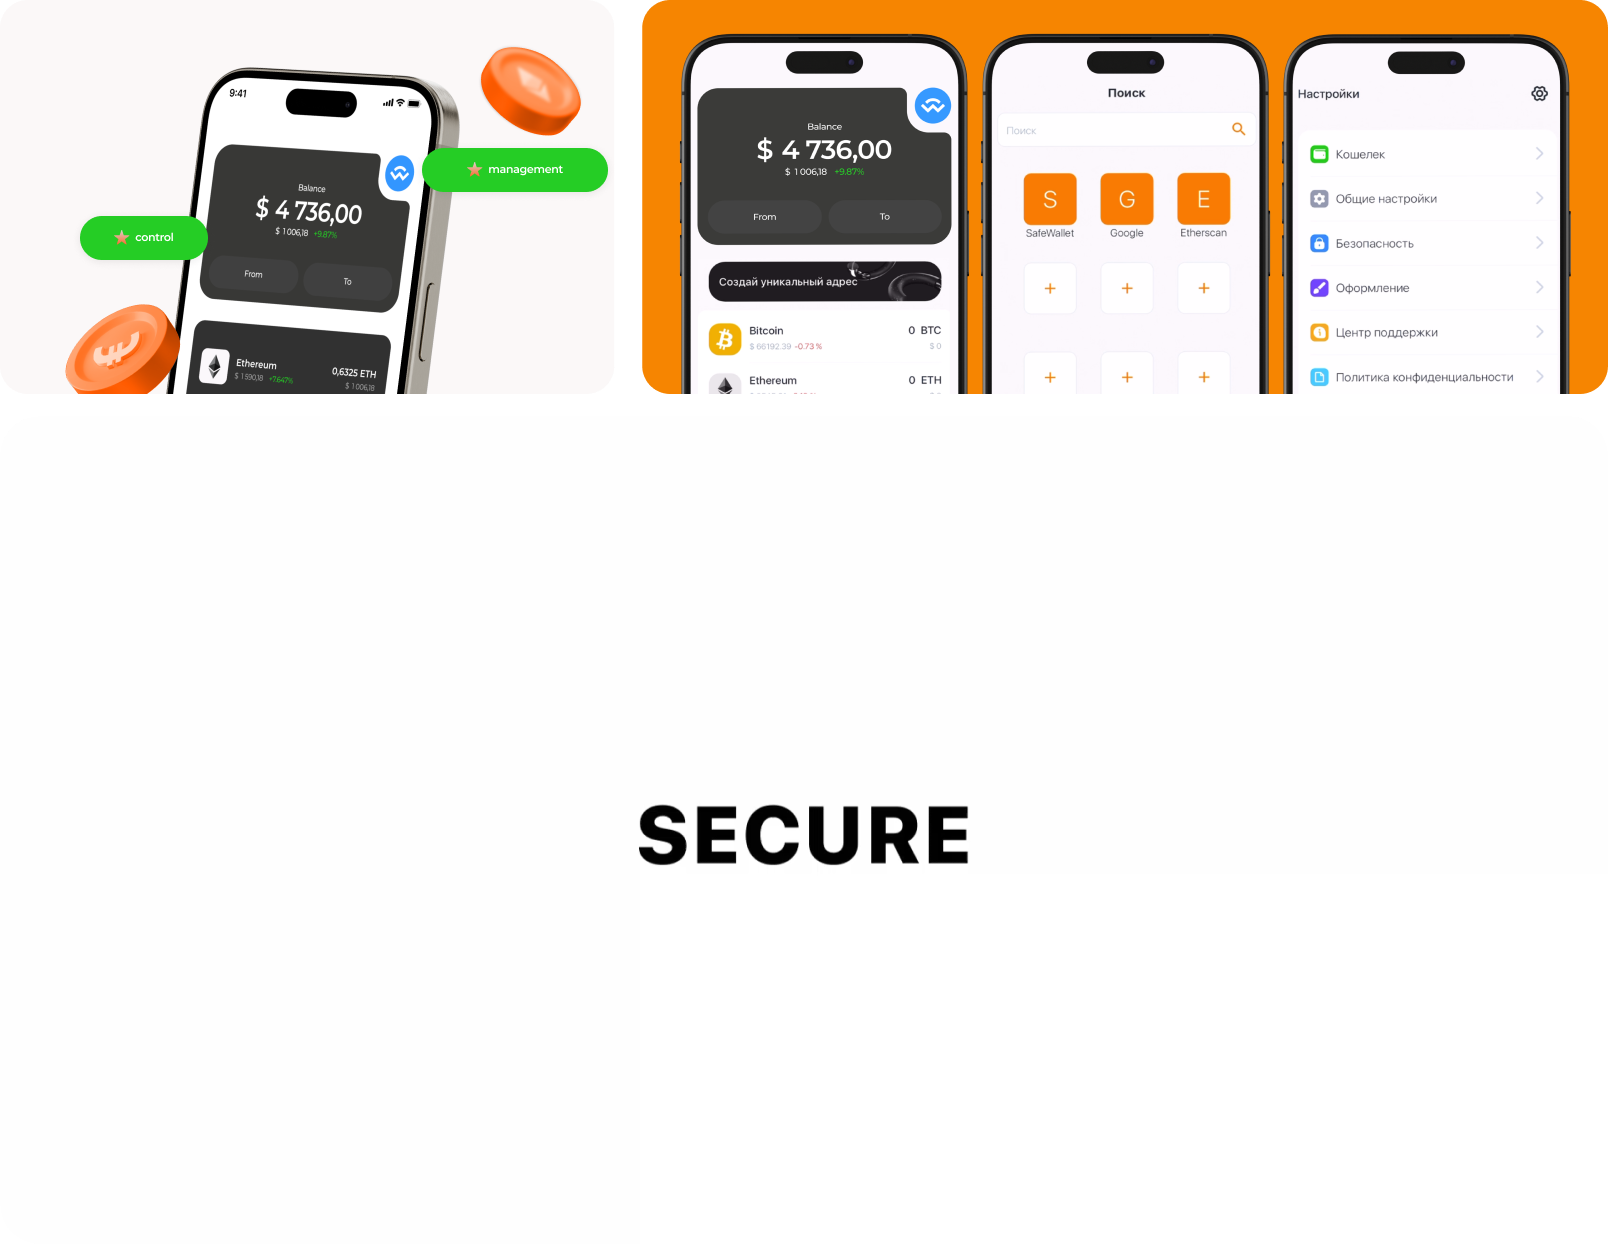 9:41
Balance
$ 4 736,00
$ 1 006,18 +9.87%
From To
Ethereum
$ 1590,18 +7.647%
0,6325 ETH
$ 1 006,18
management
control
Balance
$ 4 736,00
$ 1 006,18 +9.87%
From To
Создай уникальный адрес
Bitcoin 0 BTC
$ 66192.39 -0.73 % $ 0
Ethereum 0 ETH
Поиск
Поиск
S G E
SafeWallet Google Etherscan
+ + +
+ + +
Настройки
Кошелек
Общие настройки
Безопасность
Оформление
Центр поддержки
Политика конфиденциальности
SECURE